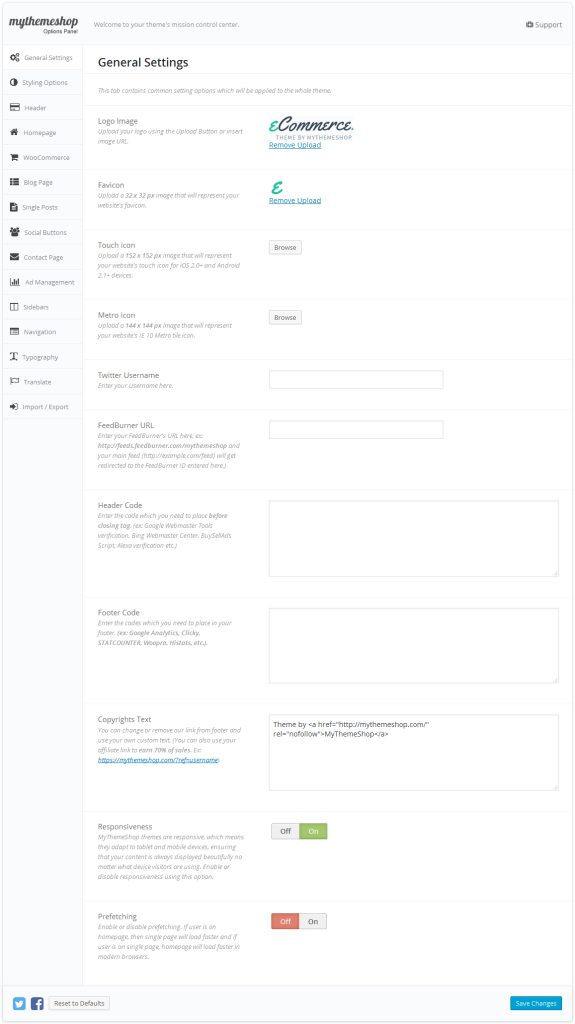 mythemeshop
Options Panel
Welcome to your theme's mission control center.
Support
General Settings
Styling Options
Header
Homepage
WooCommerce
Blog Page
Single Posts
Social Buttons
Contact Page
Ad Management
Sidebars
Navigation
Typography
Translate
Import / Export
General Settings
This tab contains common setting options which will be applied to the whole theme.
Logo Image
Upload your logo using the Upload Button or insert
image URL.
eCommerce.
THEME BY MYTHEMESHOP
Remove Upload
Favicon
Upload a 32 x 32 px image that will represent your
website's favicon.
e
Remove Upload
Touch icon
Upload a 152 x 152 px image that will represent
your website's touch icon for iOS 2.0+ and Android
2.1+ devices.
Browse
Metro icon
Upload a 144 x 144 px image that will represent
your website's IE 10 Metro tile icon.
Browse
Twitter Username
Enter your Username here.
FeedBurner URL
Enter your FeedBurner's URL here, ex:
http://feeds.feedburner.com/mythemeshop and
your main feed (http://example.com/feed) will get
redirected to the FeedBurner ID entered here.)
Header Code
Enter the code which you need to place before
closing tag. (ex: Google Webmaster Tools
verification, Bing Webmaster Center, BuySellAds
Script, Alexa verification etc.)
Footer Code
Enter the codes which you need to place in your
footer. (ex: Google Analytics, Clicky,
STATCOUNTER, Woopra, Histats, etc.).
Copyrights Text
You can change or remove our link from footer and
use your own custom text. (You can also use your
affiliate link to earn 70% of sales. Ex:
https://mythemeshop.com/?ref=username)
Theme by <a href="http://mythemeshop.com/"
rel="nofollow">MyThemeShop</a>
Responsiveness
MyThemeShop themes are responsive, which means
they adapt to tablet and mobile devices, ensuring
that your content is always displayed beautifully no
matter what device visitors are using. Enable or
disable responsiveness using this option.
Off On
Prefetching
Enable or disable prefetching. If user is on
homepage, then single page will load faster and if
user is on single page, homepage will load faster in
modern browsers.
Off On
Reset to Defaults
Save Changes